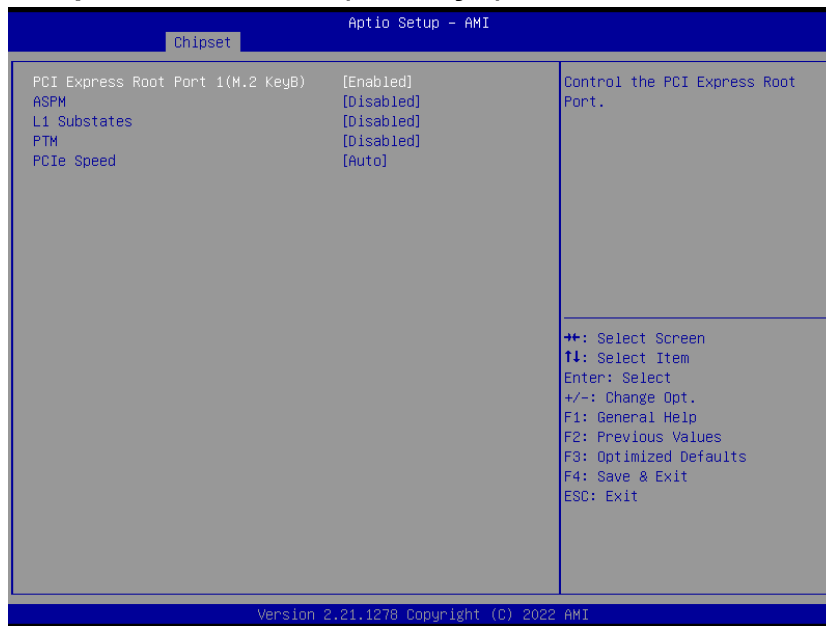 Aptio Setup – AMI
Chipset
PCI Express Root Port 1(M.2 KeyB) [Enabled]
ASPM [Disabled]
L1 Substates [Disabled]
PTM [Disabled]
PCIe Speed [Auto]
Control the PCI Express Root
Port.
→←: Select Screen
↑↓: Select Item
Enter: Select
+/-: Change Opt.
F1: General Help
F2: Previous Values
F3: Optimized Defaults
F4: Save & Exit
ESC: Exit
Version 2.21.1278 Copyright (C) 2022 AMI